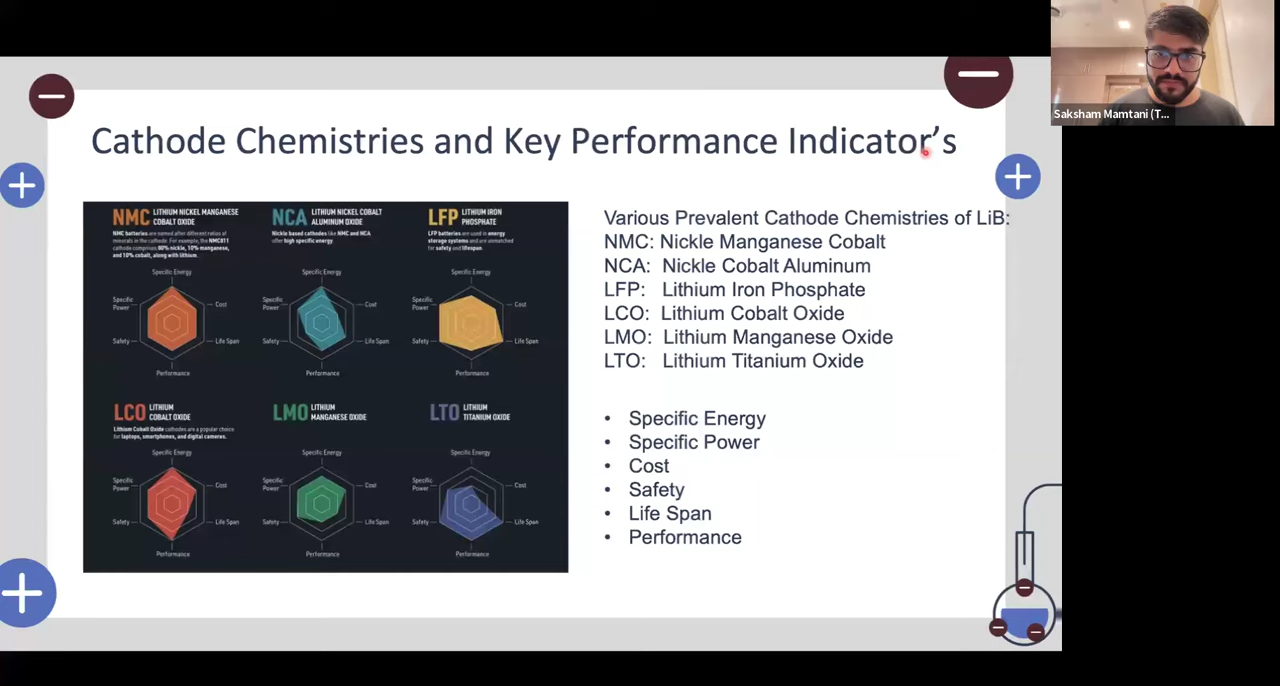 Saksham Mamtani (T...
Cathode Chemistries and Key Performance Indicator's
NMC LITHIUM NICKEL MANGANESE
COBALT OXIDE
NMC batteries are named after different ratios of
minerals in the cathode. For example, the NMC811
cathode comprises 80% nickel, 10% manganese,
and 10% cobalt, along with lithium.
Specific Energy
Specific
Power
Cost
Safety
Life Span
Performance
NCA LITHIUM NICKEL COBALT
ALUMINUM OXIDE
Nickle based cathodes like NMC and NCA
offer high specific energy.
Specific Energy
Specific
Power
Cost
Safety
Life Span
Performance
LFP LITHIUM IRON
PHOSPHATE
LFP batteries are used in energy
storage systems and are unmatched
for safety and lifespan.
Specific Energy
Specific
Power
Cost
Safety
Life Span
Performance
LCO LITHIUM
COBALT OXIDE
Lithium Cobalt Oxide cathodes are a popular choice
for laptops, smartphones, and digital cameras.
Specific Energy
Specific
Power
Cost
Safety
Life Span
Performance
LMO LITHIUM
MANGANESE OXIDE
Specific Energy
Specific
Power
Cost
Safety
Life Span
Performance
LTO LITHIUM
TITANIUM OXIDE
Specific Energy
Specific
Power
Cost
Safety
Life Span
Performance
Various Prevalent Cathode Chemistries of LiB:
NMC: Nickle Manganese Cobalt
NCA: Nickle Cobalt Aluminum
LFP: Lithium Iron Phosphate
LCO: Lithium Cobalt Oxide
LMO: Lithium Manganese Oxide
LTO: Lithium Titanium Oxide
• Specific Energy
• Specific Power
• Cost
• Safety
• Life Span
• Performance